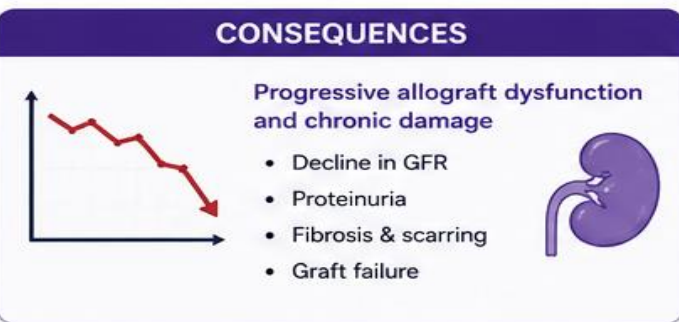 CONSEQUENCES
Progressive allograft dysfunction
and chronic damage
• Decline in GFR
• Proteinuria
• Fibrosis & scarring
• Graft failure